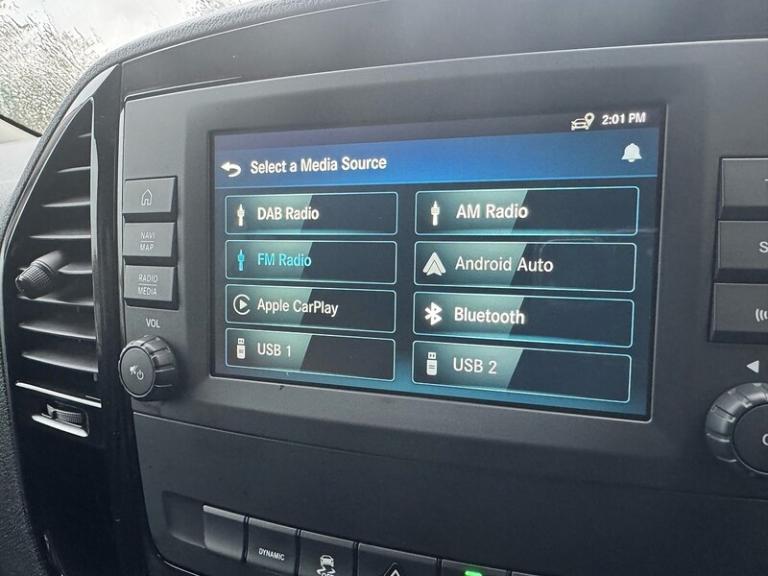 2:01 PM
Select a Media Source
DAB Radio
AM Radio
FM Radio
Android Auto
Apple CarPlay
Bluetooth
USB 1
USB 2
NAVI
MAP
RADIO
MEDIA
VOL
DYNAMIC